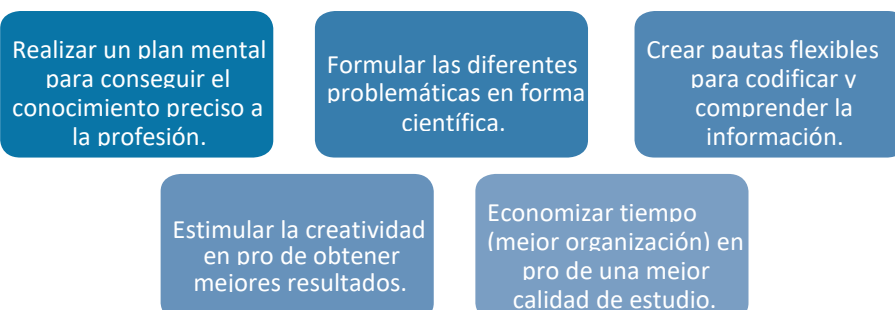 Realizar un plan mental
para conseguir el
conocimiento preciso a
la profesión.
Formular las diferentes
problemáticas en forma
científica.
Crear pautas flexibles
para codificar y
comprender la
información.
Estimular la creatividad
en pro de obtener
mejores resultados.
Economizar tiempo
(mejor organización) en
pro de una mejor
calidad de estudio.